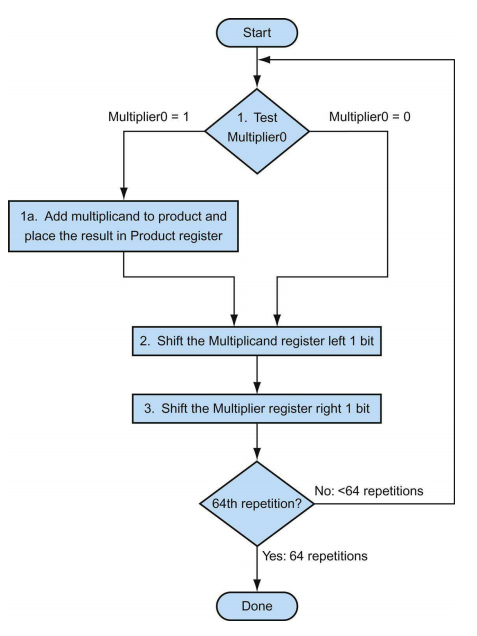 Start
Multiplier0 = 1
1. Test
Multiplier0
Multiplier0 = 0
1a. Add multiplicand to product and
place the result in Product register
2. Shift the Multiplicand register left 1 bit
3. Shift the Multiplier register right 1 bit
64th repetition?
No: <64 repetitions
Yes: 64 repetitions
Done